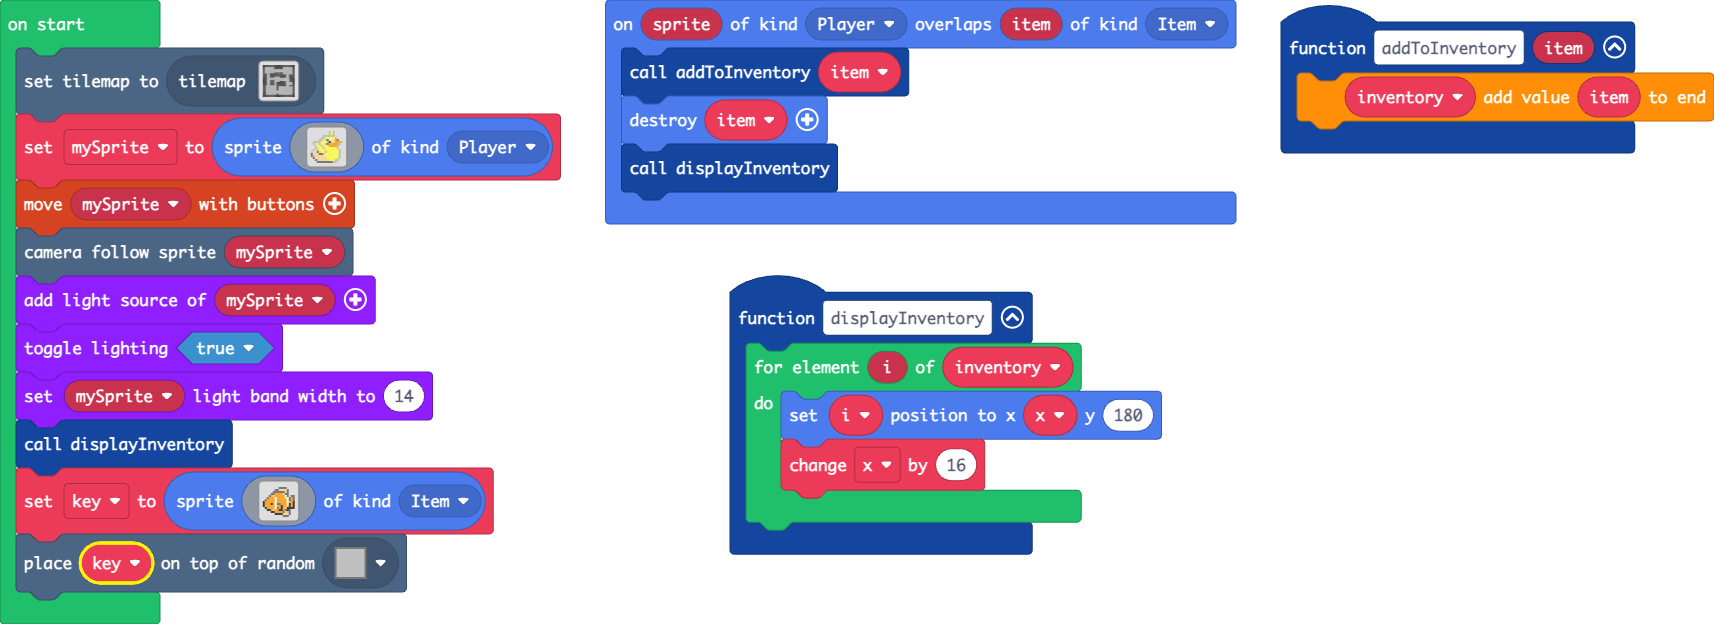 on start
set tilemap to tilemap
set mySprite to sprite of kind Player
move mySprite with buttons
camera follow sprite mySprite
add light source of mySprite
toggle lighting true
set mySprite light band width to 14
call displayInventory
set key to sprite of kind Item
place key on top of random
on sprite of kind Player overlaps item of kind Item
call addToInventory item
destroy item
call displayInventory
function displayInventory
for element i of inventory
do
set i position to x x y 180
change x by 16
function addToInventory item
inventory add value item to end